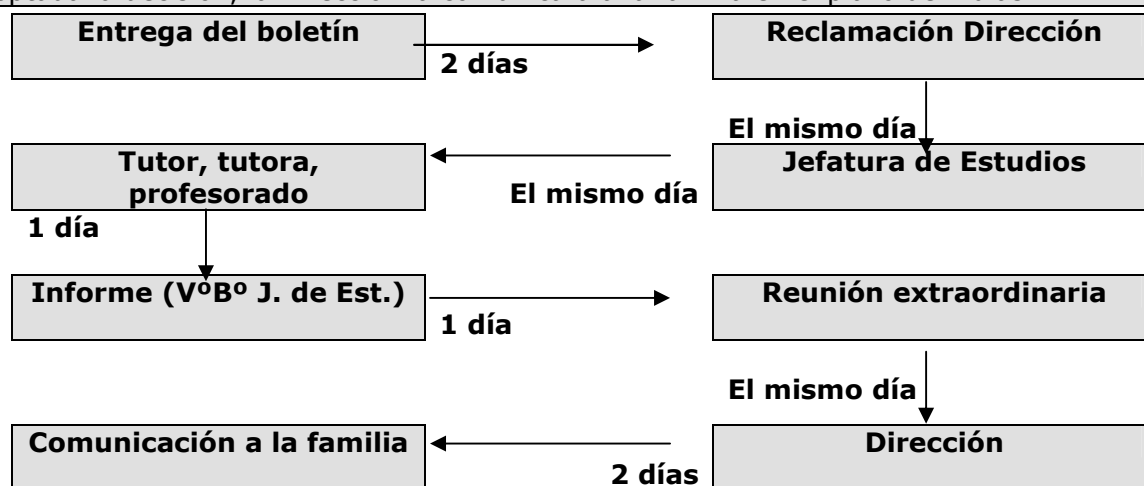 Entrega del boletín
2 días
Reclamación Dirección
El mismo día
Tutor, tutora,
profesorado
El mismo día
Jefatura de Estudios
1 día
Informe (VºBº J. de Est.)
1 día
Reunión extraordinaria
El mismo día
Comunicación a la familia
2 días
Dirección